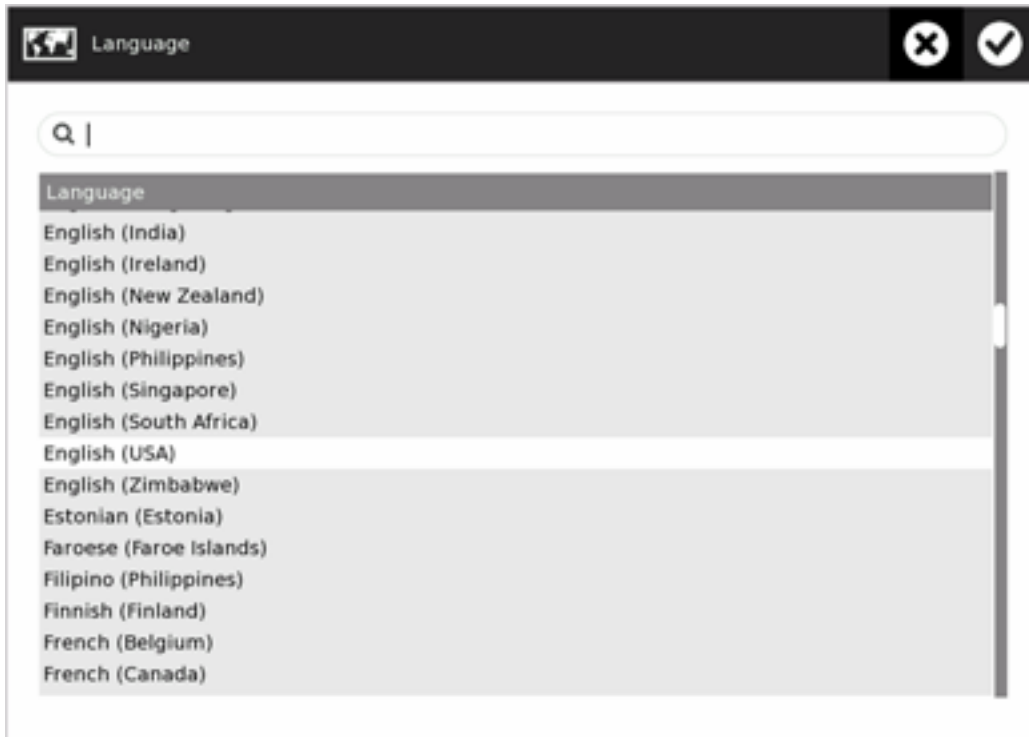 Language
Language
English (India)
English (Ireland)
English (New Zealand)
English (Nigeria)
English (Philippines)
English (Singapore)
English (South Africa)
English (USA)
English (Zimbabwe)
Estonian (Estonia)
Faroese (Faroe Islands)
Filipino (Philippines)
Finnish (Finland)
French (Belgium)
French (Canada)